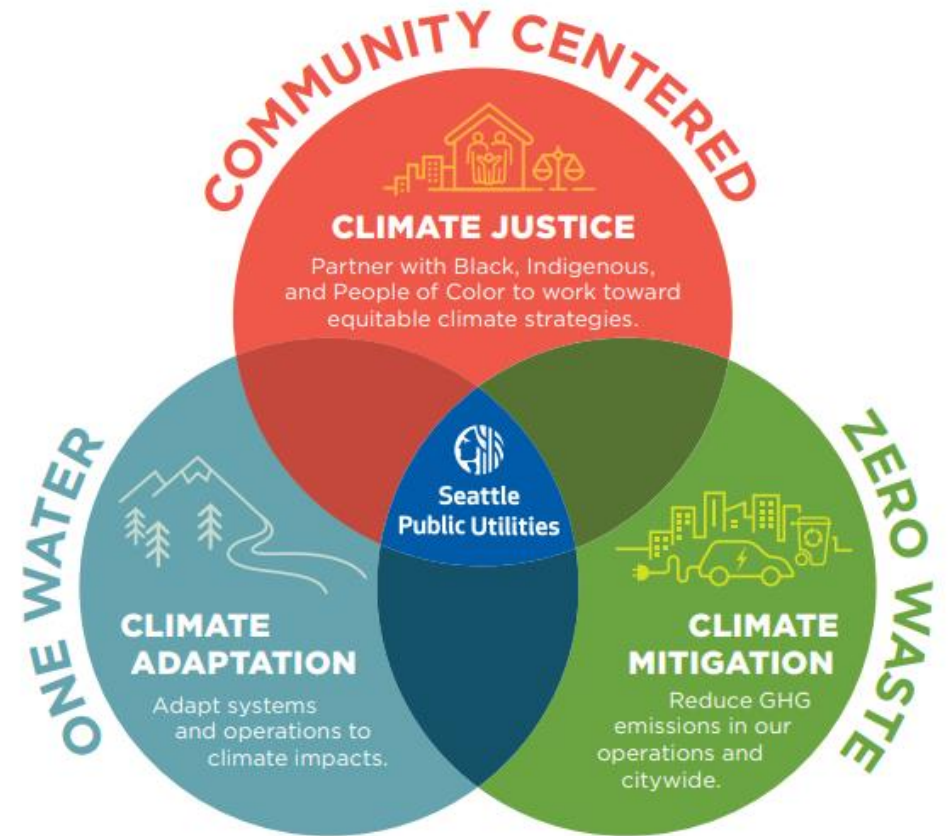 COMMUNITY CENTERED
CLIMATE JUSTICE
Partner with Black, Indigenous,
and People of Color to work toward
equitable climate strategies.
Seattle
Public Utilities
ONE WATER
CLIMATE
ADAPTATION
Adapt systems
and operations to
climate impacts.
ZERO WASTE
CLIMATE
MITIGATION
Reduce GHG
emissions in our
operations and
citywide.